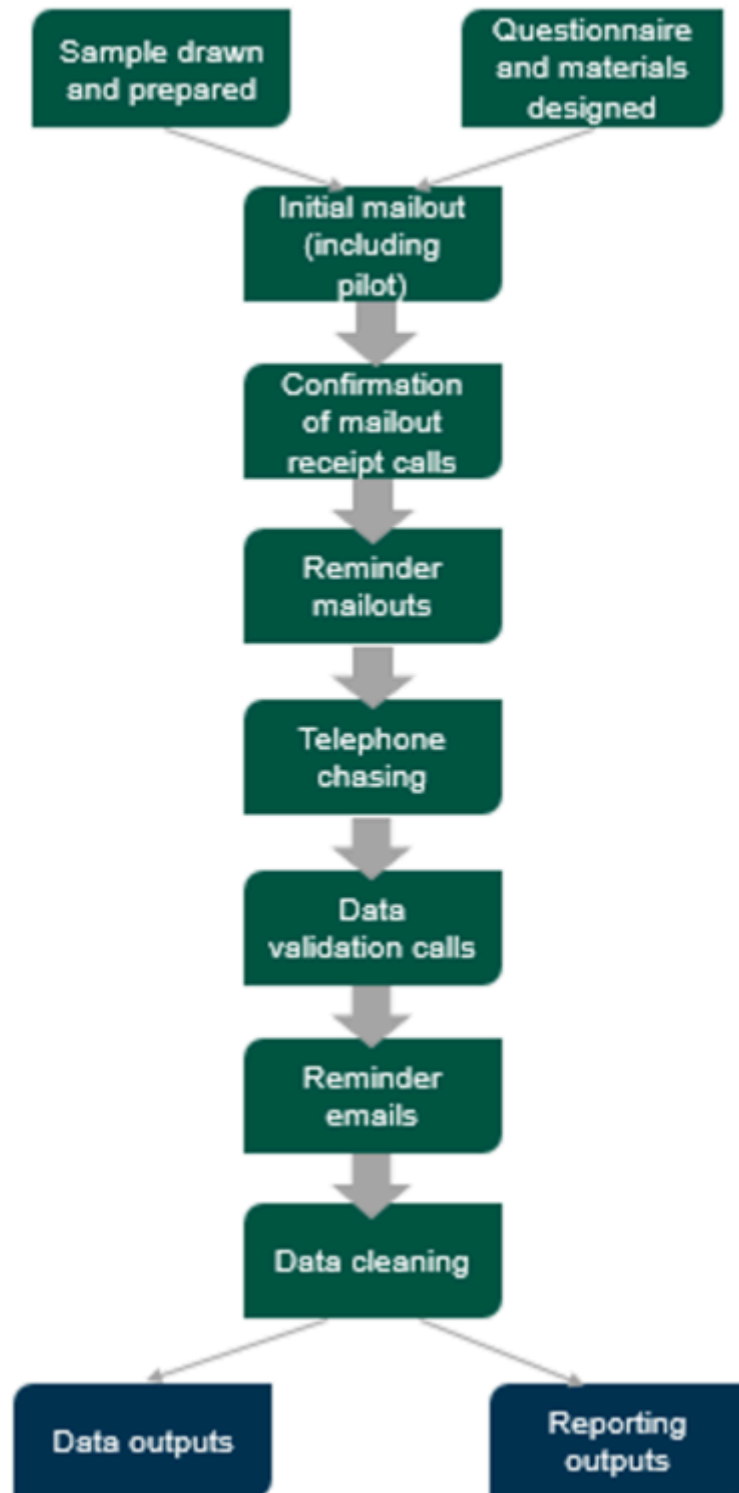 Sample drawn
and prepared
Questionnaire
and materials
designed
Initial mailout
(including
pilot)
Confirmation
of mailout
receipt calls
Reminder
mailouts
Telephone
chasing
Data
validation calls
Reminder
emails
Data cleaning
Data outputs
Reporting
outputs